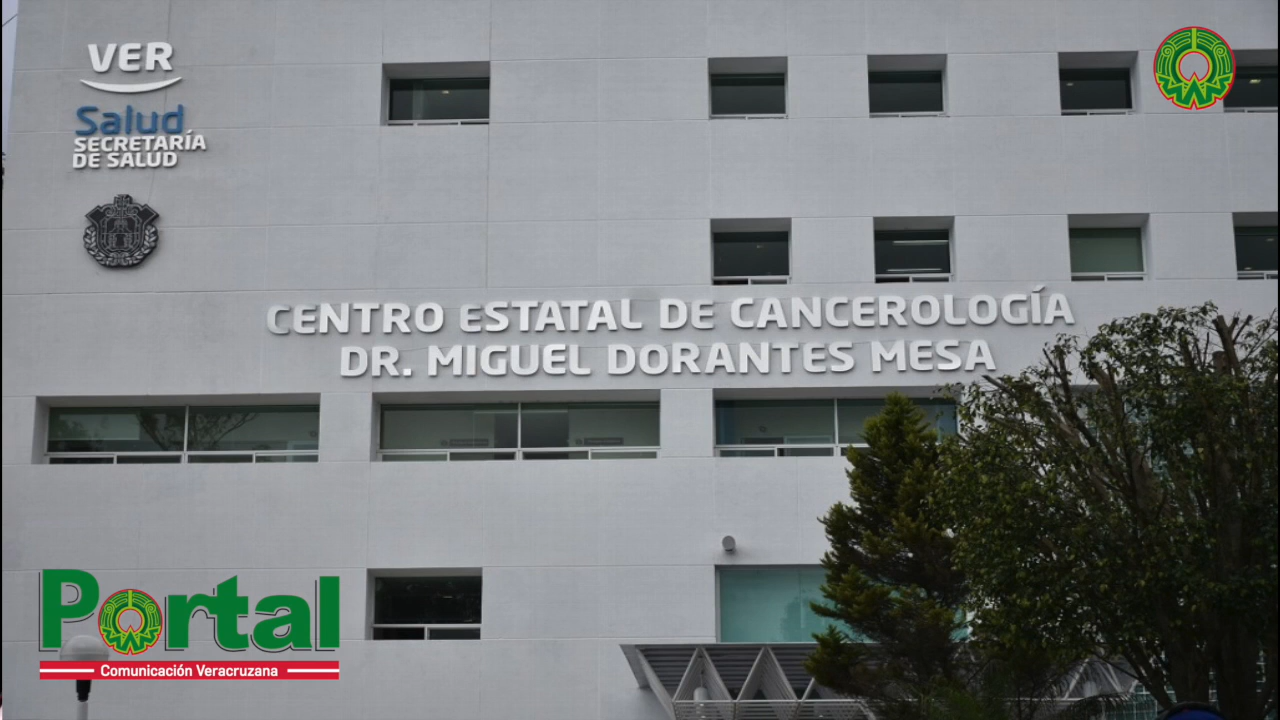 VER
Salud
SECRETARÍA
DE SALUD
CENTRO ESTATAL DE CANCEROLOGÍA
DR. MIGUEL DORANTES MESA
Portal
Comunicación Veracruzana